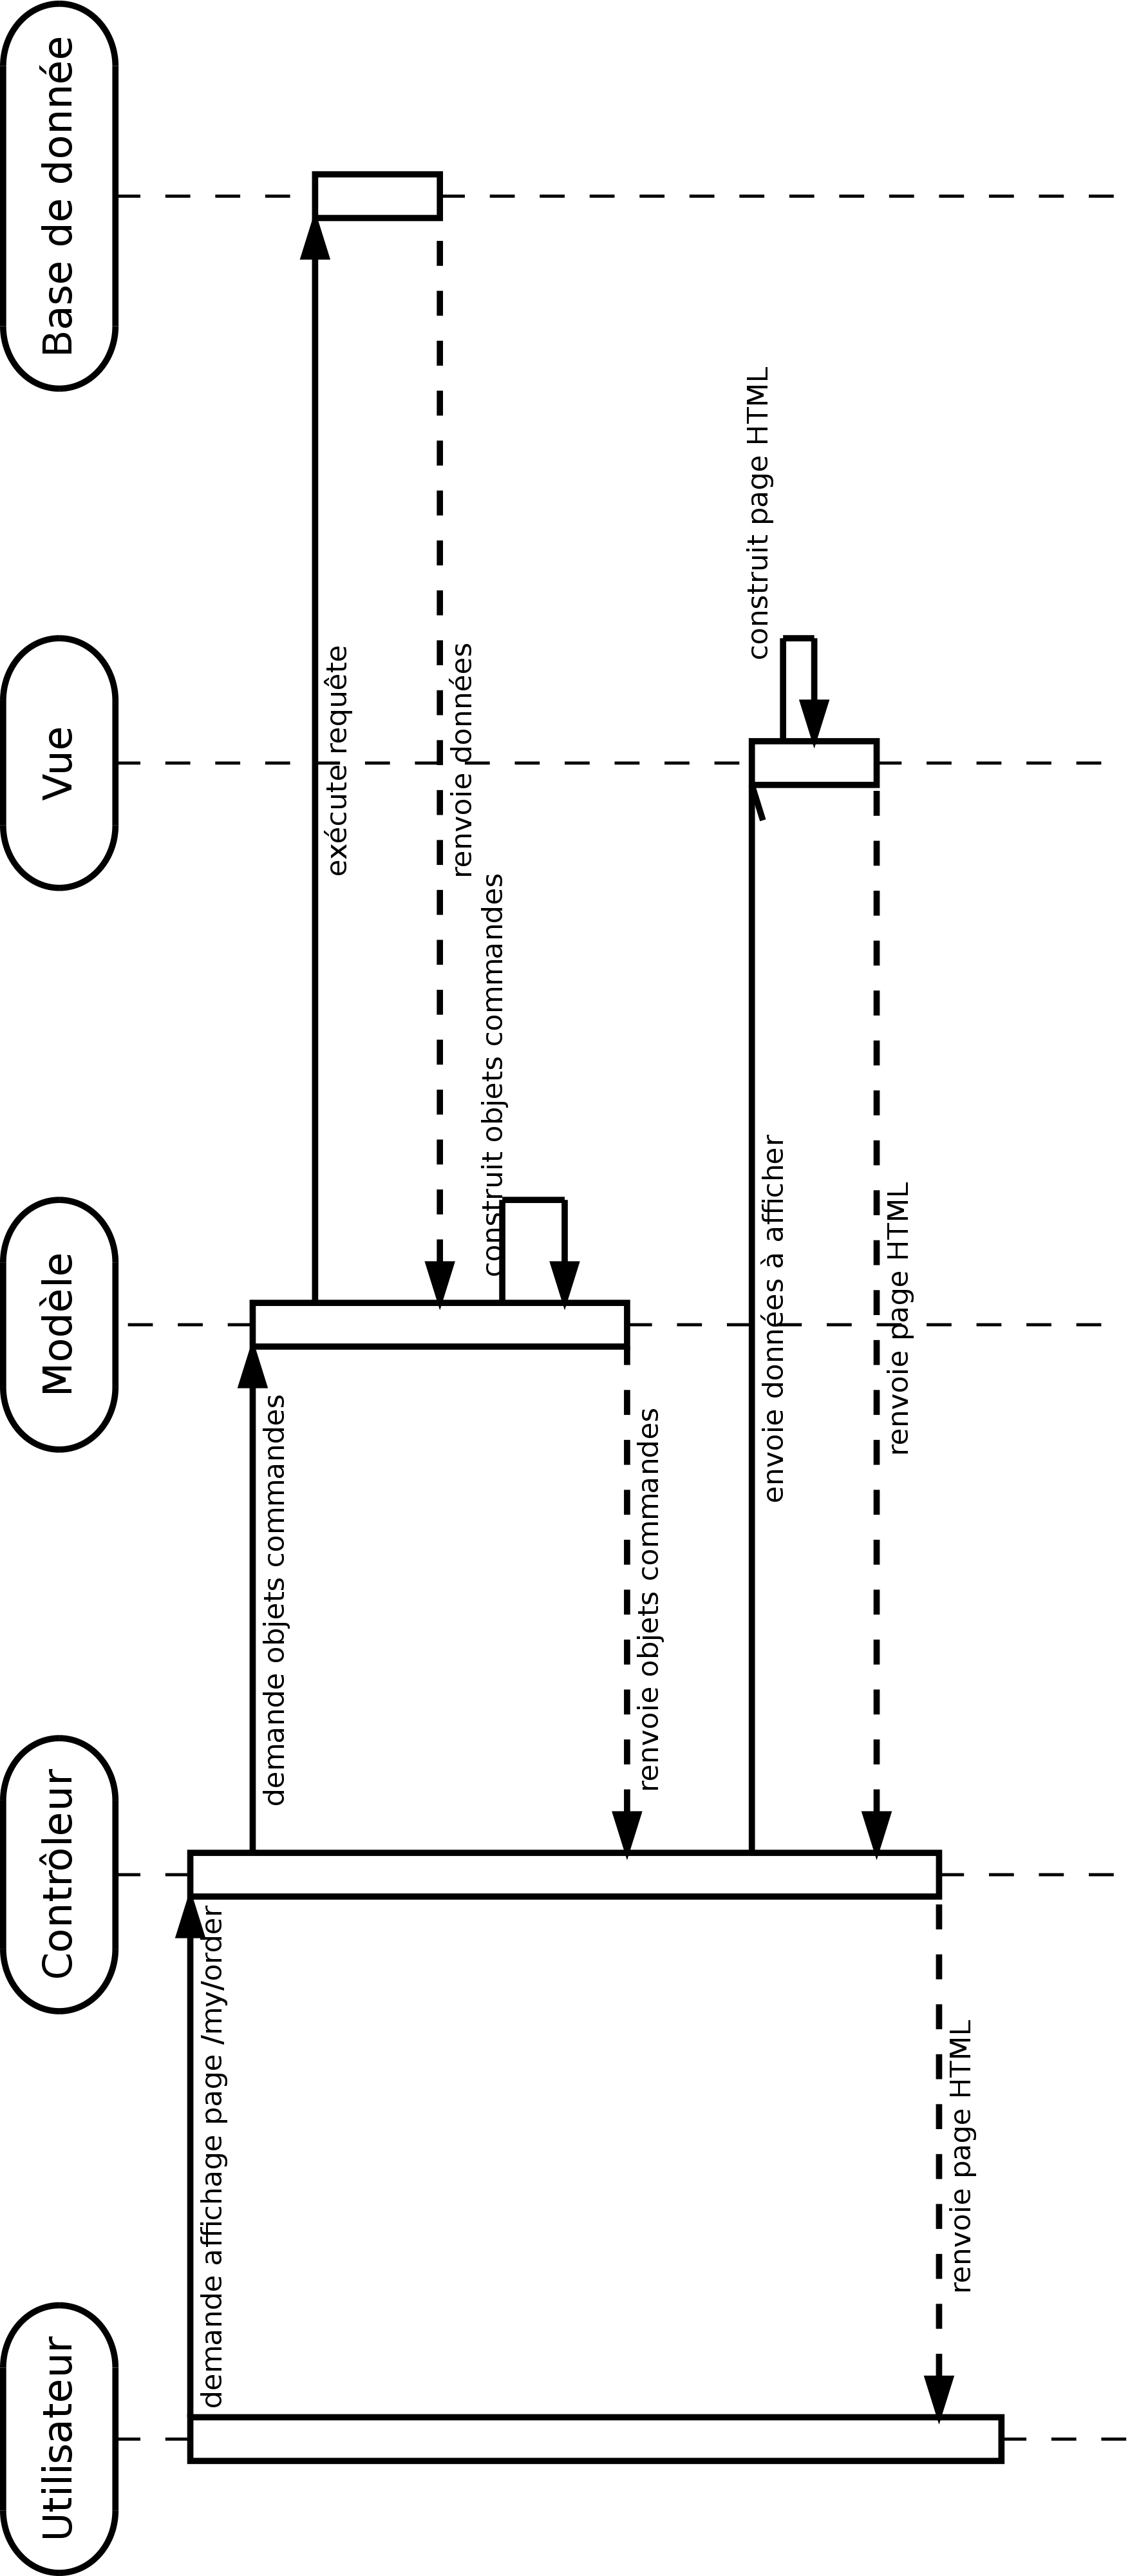 Utilisateur
Contrôleur
Modèle
Vue
Base de donnée
demande affichage page /my/order
demande objets commandes
exécute requête
renvoie données
construit objets commandes
renvoie objets commandes
envoie données à afficher
construit page HTML
renvoie page HTML
renvoie page HTML